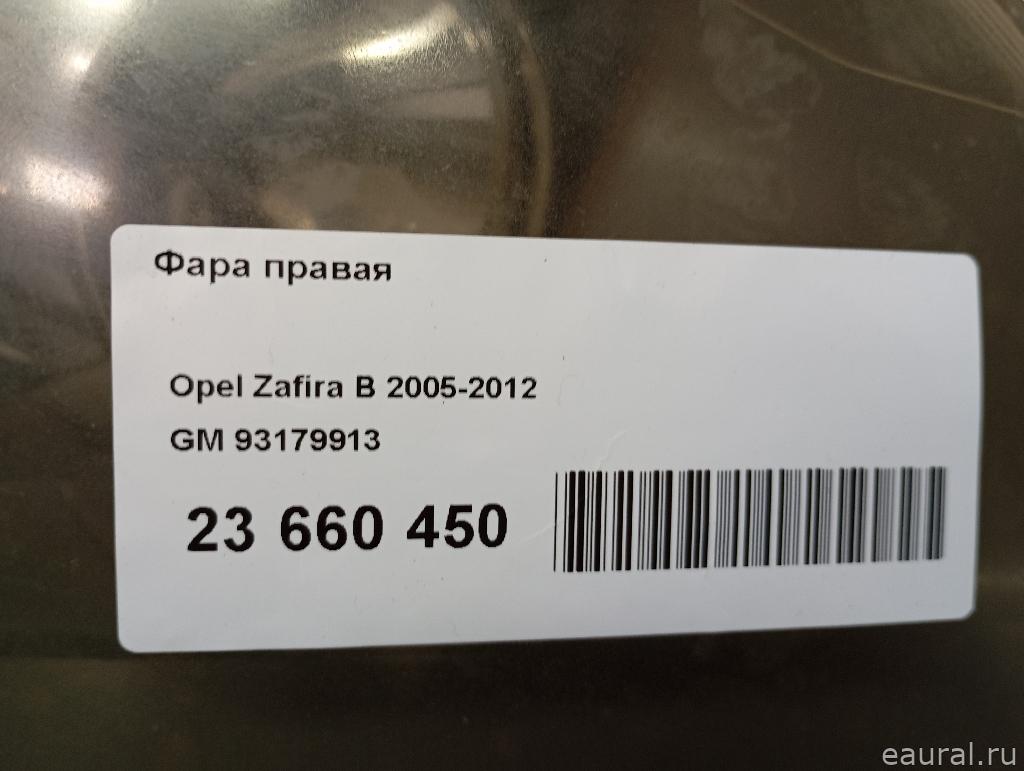 Фара правая
Opel Zafira B 2005-2012
GM 93179913
23 660 450
eaural.ru